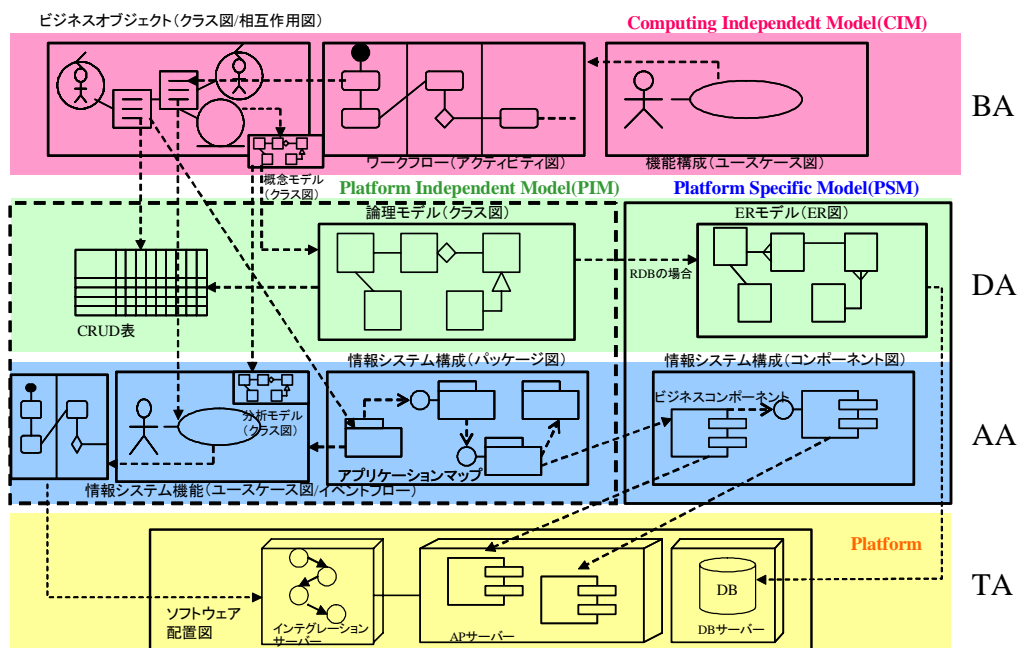 ビジネスオブジェクト(クラス図/相互作用図)
Computing Independedt Model(CIM)
BA
ワークフロー(アクティビティ図)
機能構成(ユースケース図)
概念モデル
(クラス図)
Platform Independent Model(PIM)
Platform Specific Model(PSM)
論理モデル(クラス図)
ERモデル(ER図)
RDBの場合
DA
CRUD表
情報システム構成(パッケージ図)
情報システム構成(コンポーネント図)
ビジネスコンポーネント
分析モデル
(クラス図)
AA
アプリケーションマップ
情報システム機能(ユースケース図/イベントフロー)
Platform
TA
DB
ソフトウェア
配置図
インテグレーション
サーバー
APサーバー
DBサーバー